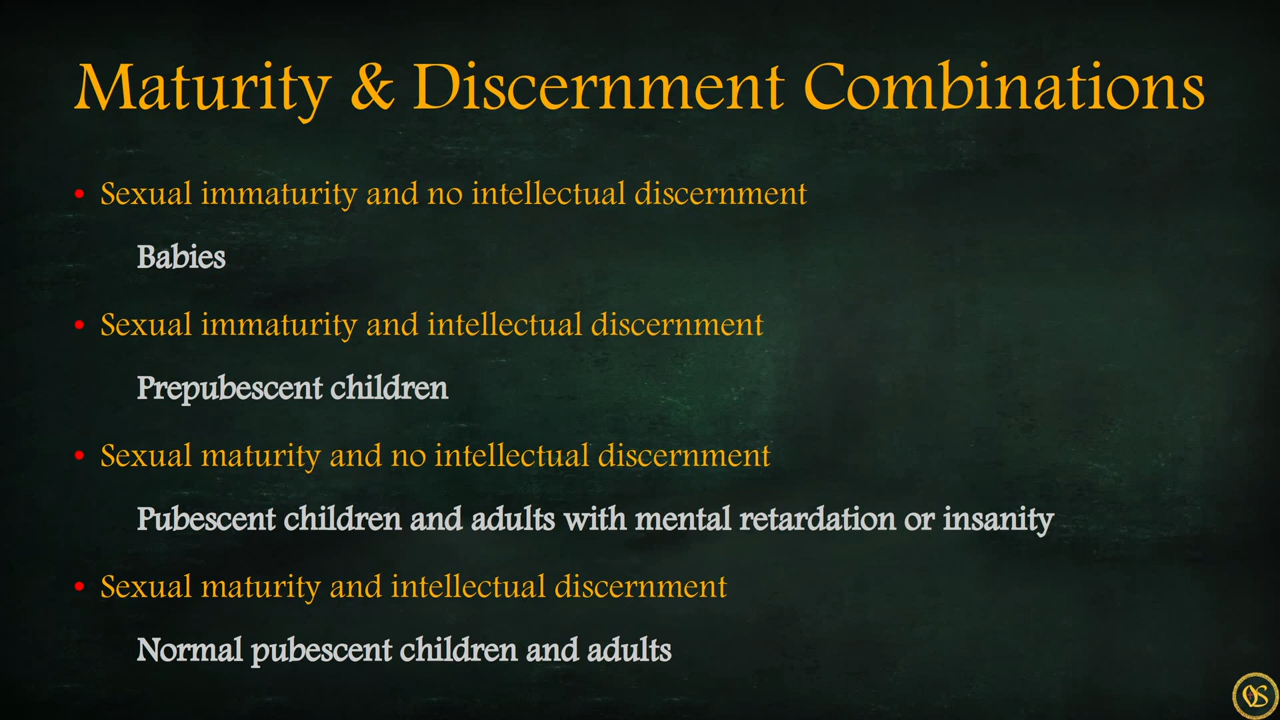 Maturity & Discernment Combinations
• Sexual immaturity and no intellectual discernment
Babies
• Sexual immaturity and intellectual discernment
Prepubescent children
• Sexual maturity and no intellectual discernment
Pubescent children and adults with mental retardation or insanity
• Sexual maturity and intellectual discernment
Normal pubescent children and adults